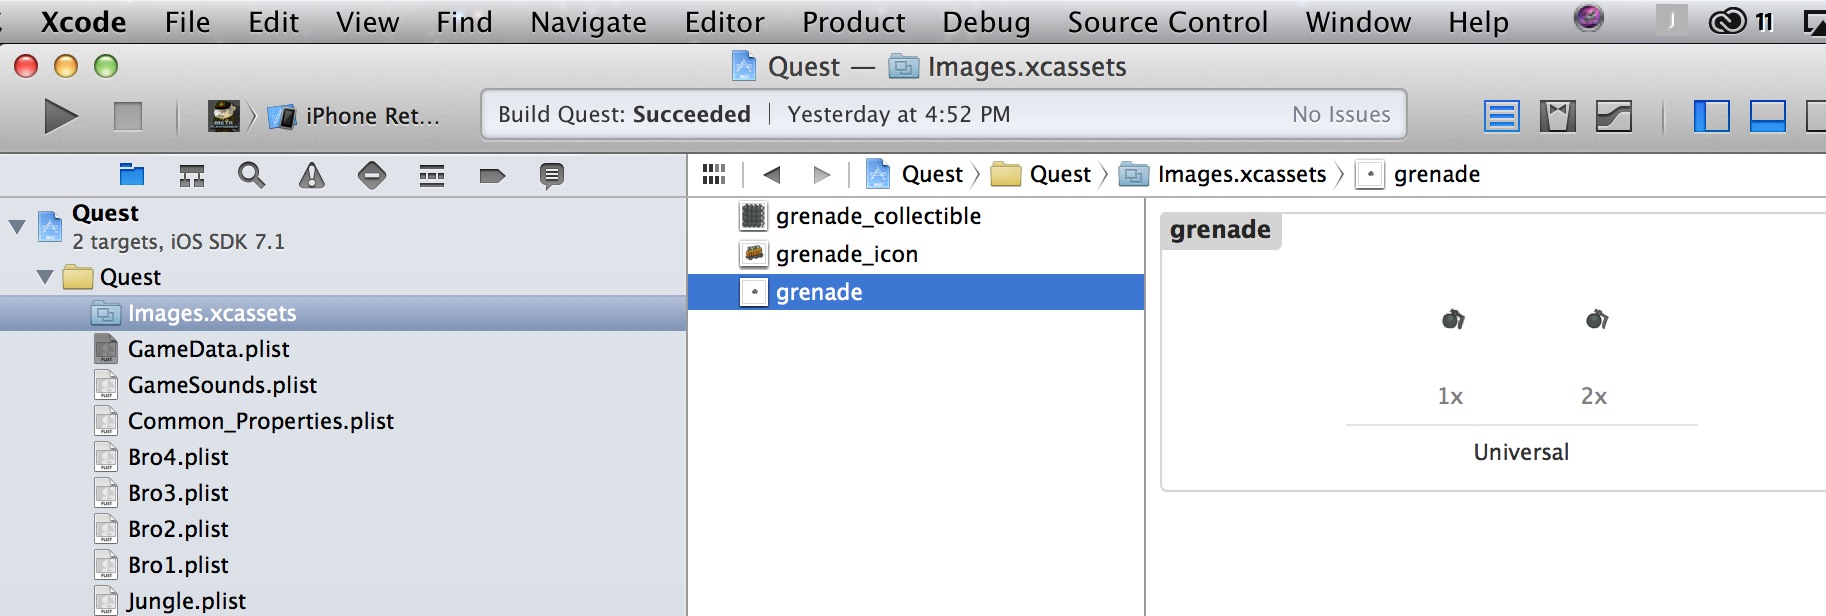 Xcode File Edit View Find Navigate Editor Product Debug Source Control Window Help J 11
Quest — Images.xcassets
iPhone Ret... Build Quest: Succeeded | Yesterday at 4:52 PM No Issues
Quest Quest Images.xcassets grenade
Quest
2 targets, iOS SDK 7.1
Quest
Images.xcassets
GameData.plist
GameSounds.plist
Common_Properties.plist
Bro4.plist
Bro3.plist
Bro2.plist
Bro1.plist
Jungle.plist
grenade_collectible
grenade_icon
grenade
grenade
1x 2x
Universal